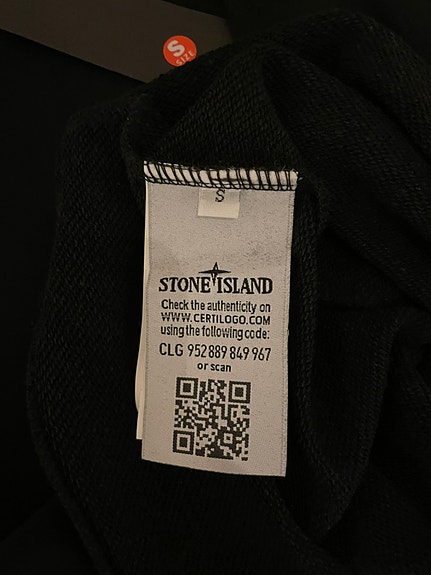 S
SIZE
S
STONE ISLAND
Check the authenticity on
WWW.CERTILOGO.COM
using the following code:
CLG 952 889 849 967
or scan